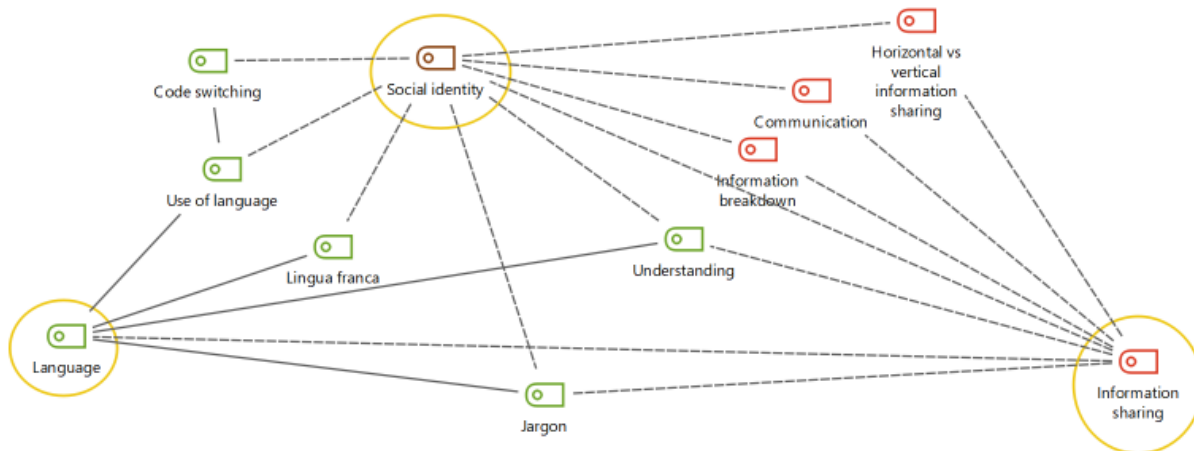 Code switching
Social identity
Horizontal vs
vertical
information
sharing
Communication
Information
breakdown
Use of language
Lingua franca
Understanding
Language
Jargon
Information
sharing